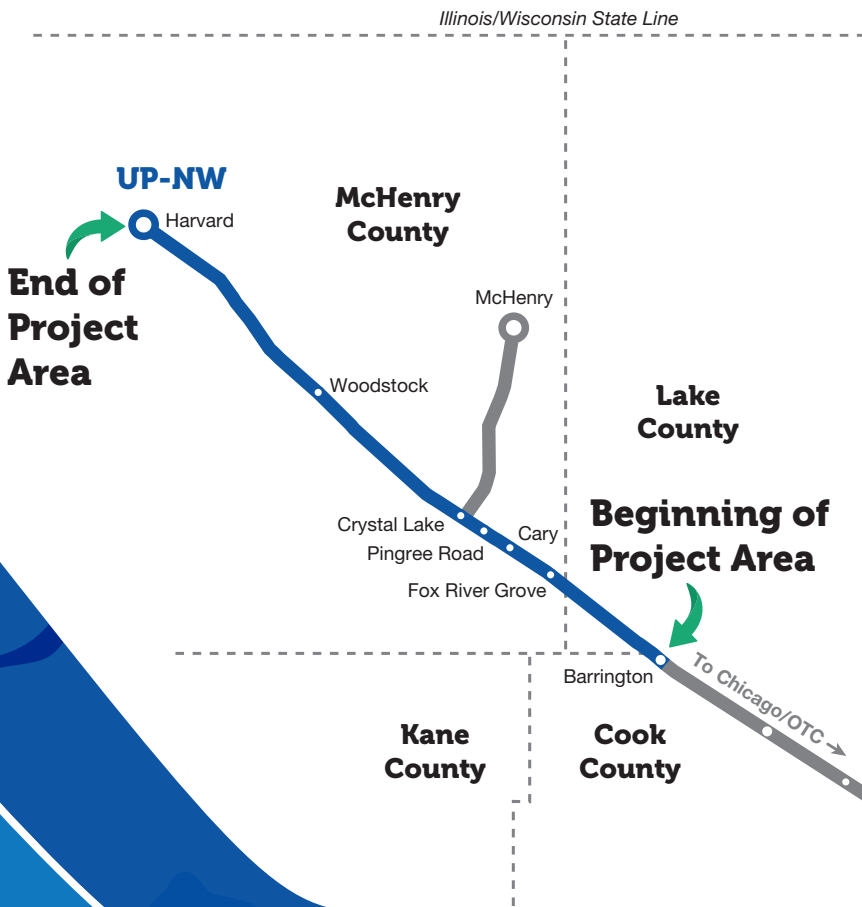 Illinois/Wisconsin State Line
UP-NW
Harvard
McHenry
County
End of
Project
Area
McHenry
Woodstock
Lake
County
Beginning of
Project Area
Crystal Lake
Cary
Pingree Road
Fox River Grove
Barrington
To Chicago/OTC
Kane
County
Cook
County